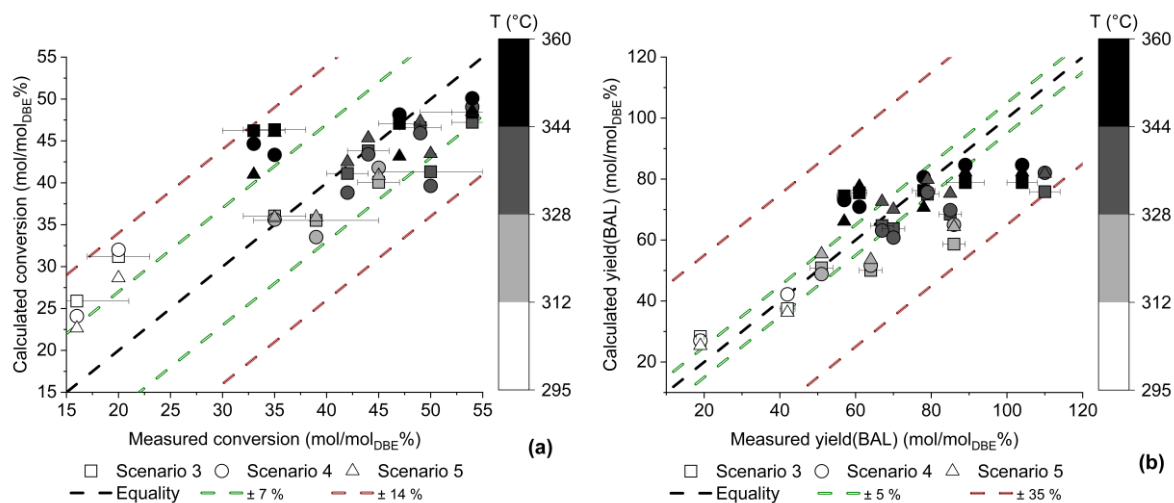 T (°C)
Calculated conversion (mol/mol_DBE%)
55
50
45
40
35
30
25
20
15
15 20 25 30 35 40 45 50 55
Measured conversion (mol/mol_DBE%)
360
344
328
312
295
(a)
Scenario 3 Scenario 4 Scenario 5
Equality ± 7 % ± 14 %
T (°C)
Calculated yield(BAL) (mol/mol_DBE%)
120
100
80
60
40
20
20 40 60 80 100 120
Measured yield(BAL) (mol/mol_DBE%)
360
344
328
312
295
(b)
Scenario 3 Scenario 4 Scenario 5
Equality ± 5 % ± 35 %